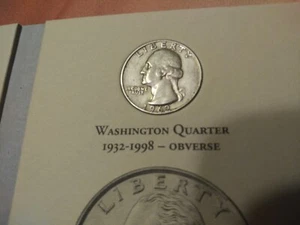 LIBERTY
WASHINGTON QUARTER
1932-1998 – OBVERSE
LIBERTY